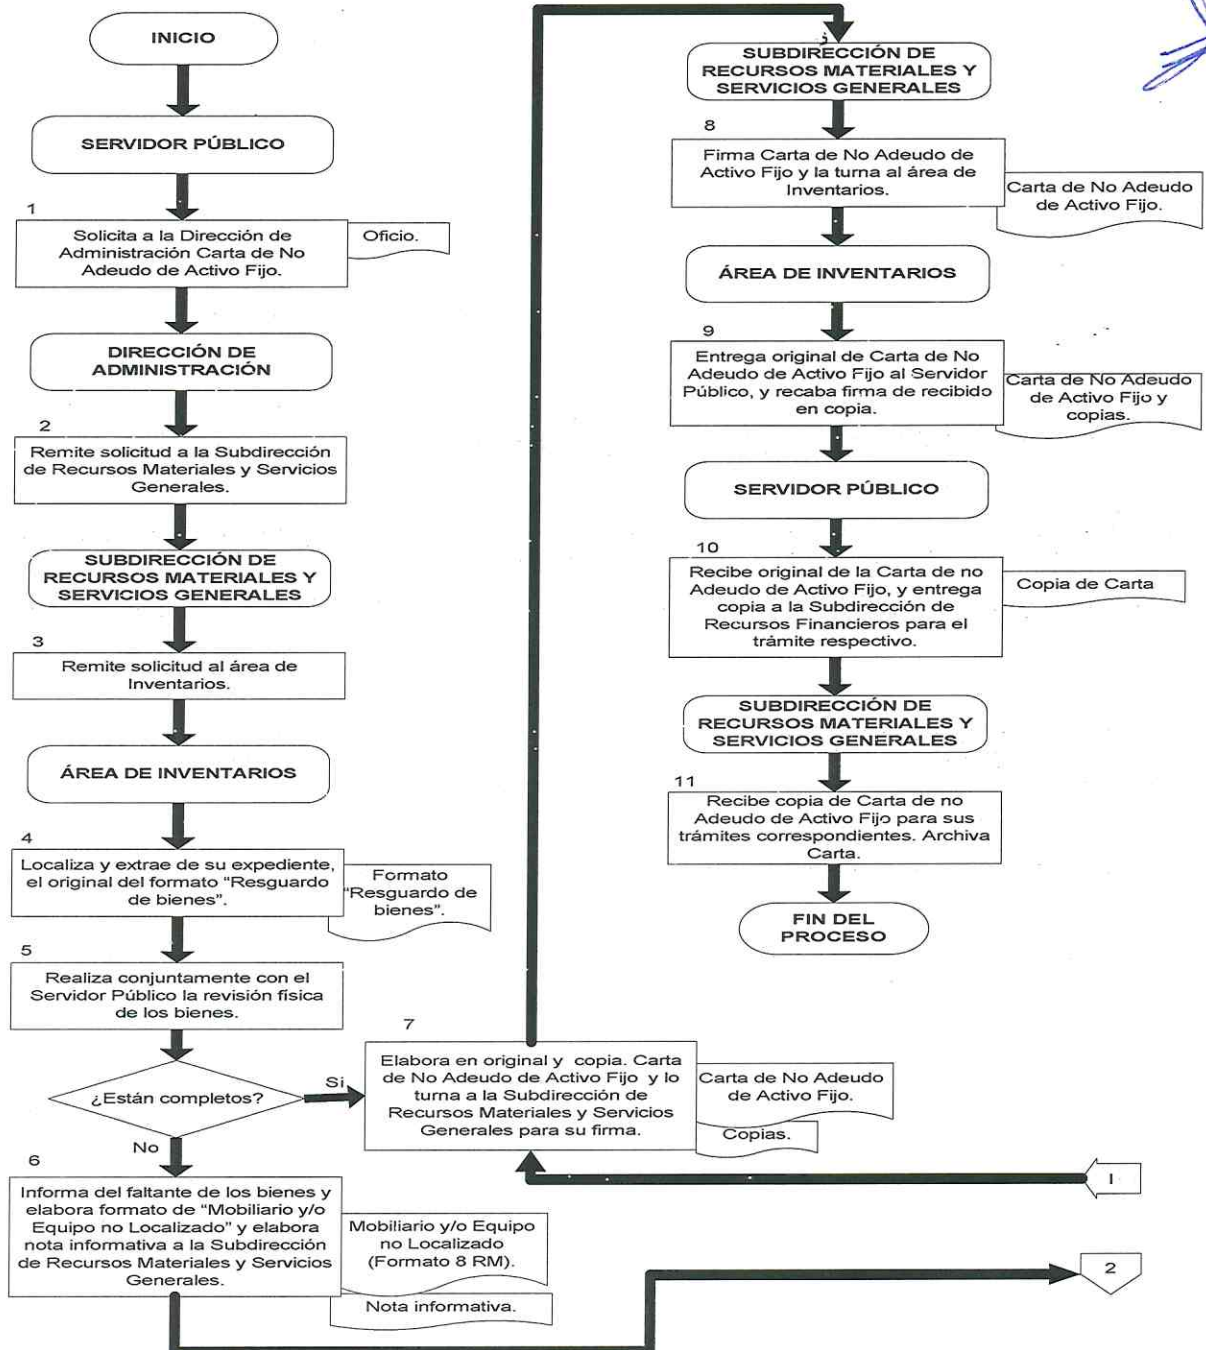 INICIO
SERVIDOR PÚBLICO
1
Solicita a la Dirección de
Administración Carta de No
Adeudo de Activo Fijo.
Oficio.
DIRECCIÓN DE
ADMINISTRACIÓN
2
Remite solicitud a la Subdirección
de Recursos Materiales y Servicios
Generales.
SUBDIRECCIÓN DE
RECURSOS MATERIALES Y
SERVICIOS GENERALES
3
Remite solicitud al área de
Inventarios.
ÁREA DE INVENTARIOS
4
Localiza y extrae de su expediente,
el original del formato “Resguardo
de bienes”.
Formato
“Resguardo de
bienes”.
5
Realiza conjuntamente con el
Servidor Público la revisión física
de los bienes.
¿Están completos?
Si
No
6
Informa del faltante de los bienes y
elabora formato de “Mobiliario y/o
Equipo no Localizado” y elabora
nota informativa a la Subdirección
de Recursos Materiales y Servicios
Generales.
Mobiliario y/o Equipo
no Localizado
(Formato 8 RM).
Nota informativa.
7
Elabora en original y copia. Carta
de No Adeudo de Activo Fijo y lo
turna a la Subdirección de
Recursos Materiales y Servicios
Generales para su firma.
Carta de No Adeudo
de Activo Fijo.
Copias.
1
2
SUBDIRECCIÓN DE
RECURSOS MATERIALES Y
SERVICIOS GENERALES
8
Firma Carta de No Adeudo de
Activo Fijo y la turna al área de
Inventarios.
Carta de No Adeudo
de Activo Fijo.
ÁREA DE INVENTARIOS
9
Entrega original de Carta de No
Adeudo de Activo Fijo al Servidor
Público, y recaba firma de recibido
en copia.
Carta de No Adeudo
de Activo Fijo y
copias.
SERVIDOR PÚBLICO
10
Recibe original de la Carta de no
Adeudo de Activo Fijo, y entrega
copia a la Subdirección de
Recursos Financieros para el
trámite respectivo.
Copia de Carta
SUBDIRECCIÓN DE
RECURSOS MATERIALES Y
SERVICIOS GENERALES
11
Recibe copia de Carta de no
Adeudo de Activo Fijo para sus
trámites correspondientes. Archiva
Carta.
FIN DEL
PROCESO